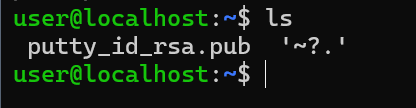 user@localhost:~$ ls
putty_id_rsa.pub  '~?.'
user@localhost:~$